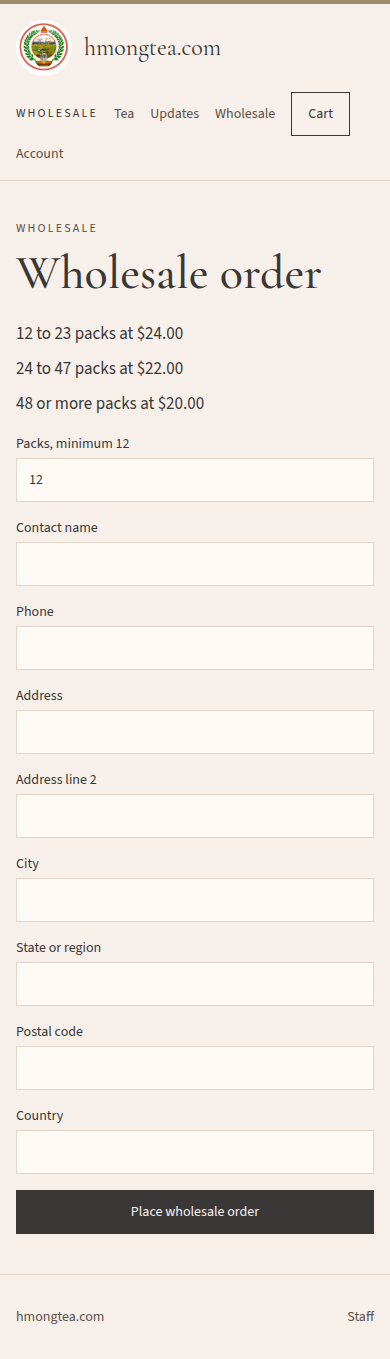 hmongtea.com
WHOLESALE Tea Updates Wholesale Cart
Account
WHOLESALE
Wholesale order
12 to 23 packs at $24.00
24 to 47 packs at $22.00
48 or more packs at $20.00
Packs, minimum 12
12
Contact name
Phone
Address
Address line 2
City
State or region
Postal code
Country
Place wholesale order
hmongtea.com Staff